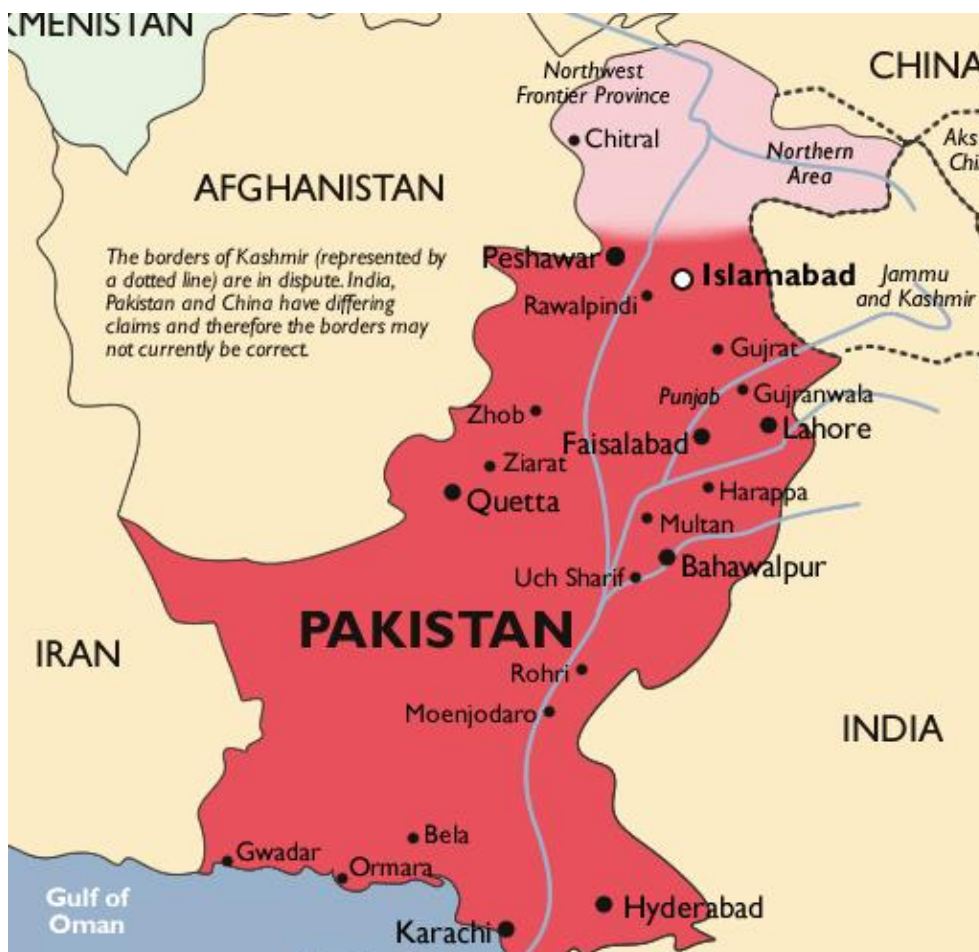 KMENISTAN
CHINA
Northwest
Frontier Province
Chitral
Northern
Area
Aks
Chi
AFGHANISTAN
The borders of Kashmir (represented by
a dotted line) are in dispute. India,
Pakistan and China have differing
claims and therefore the borders may
not currently be correct.
Peshawar
Islamabad
Rawalpindi
Jammu
and Kashmir
Gujrat
Punjab
Gujranwala
Zhob
Lahore
Faisalabad
Ziarat
Quetta
Harappa
Multan
Bahawalpur
Uch Sharif
PAKISTAN
IRAN
Rohri
Moenjodaro
INDIA
Bela
Gwadar
Ormara
Gulf of
Oman
Hyderabad
Karachi